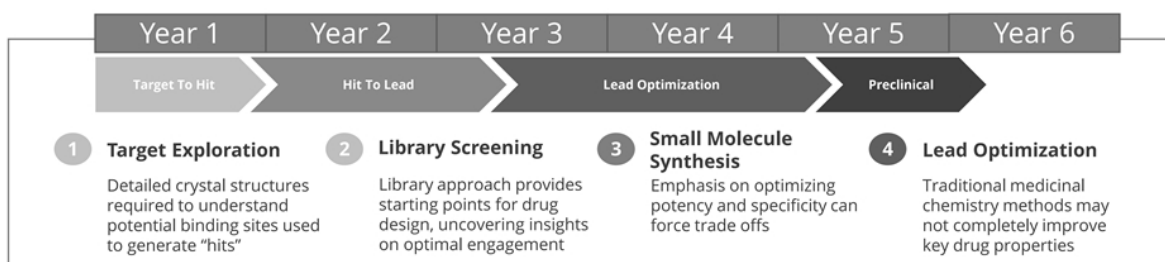 Year 1 Year 2 Year 3 Year 4 Year 5 Year 6
Target To Hit Hit To Lead Lead Optimization Preclinical
1 Target Exploration
Detailed crystal structures
required to understand
potential binding sites used
to generate “hits”
2 Library Screening
Library approach provides
starting points for drug
design, uncovering insights
on optimal engagement
3 Small Molecule
Synthesis
Emphasis on optimizing
potency and specificity can
force trade offs
4 Lead Optimization
Traditional medicinal
chemistry methods may
not completely improve
key drug properties